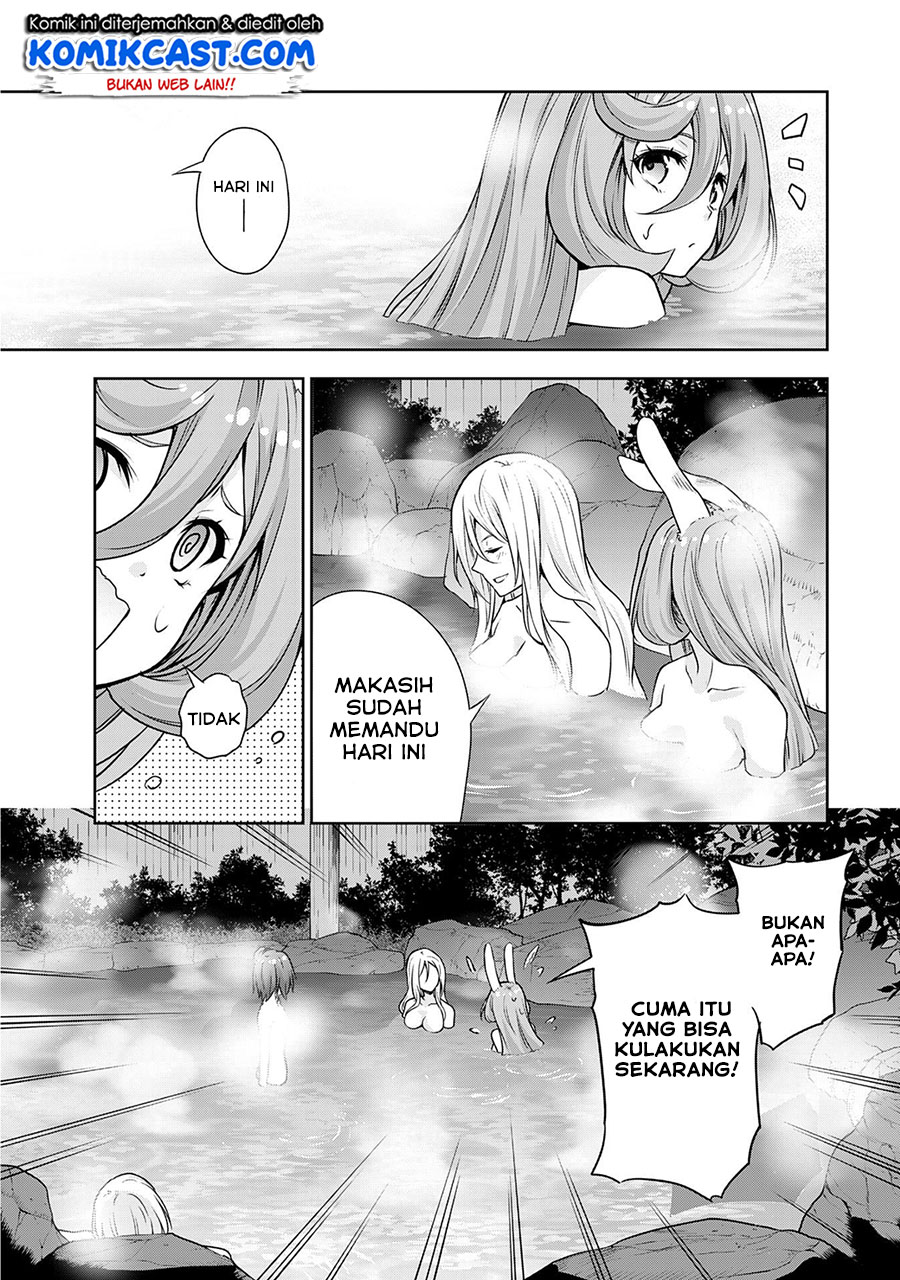 Komik ini diterjemahkan & diedit oleh
KOMIKCAST.COM
BUKAN WEB LAIN!!
HARI INI
—
MAKASIH
SUDAH
MEMANDU
HARI INI
TIDAK
BUKAN
APA-
APA!
CUMA ITU
YANG BISA
KULAKUKAN
SEKARANG!